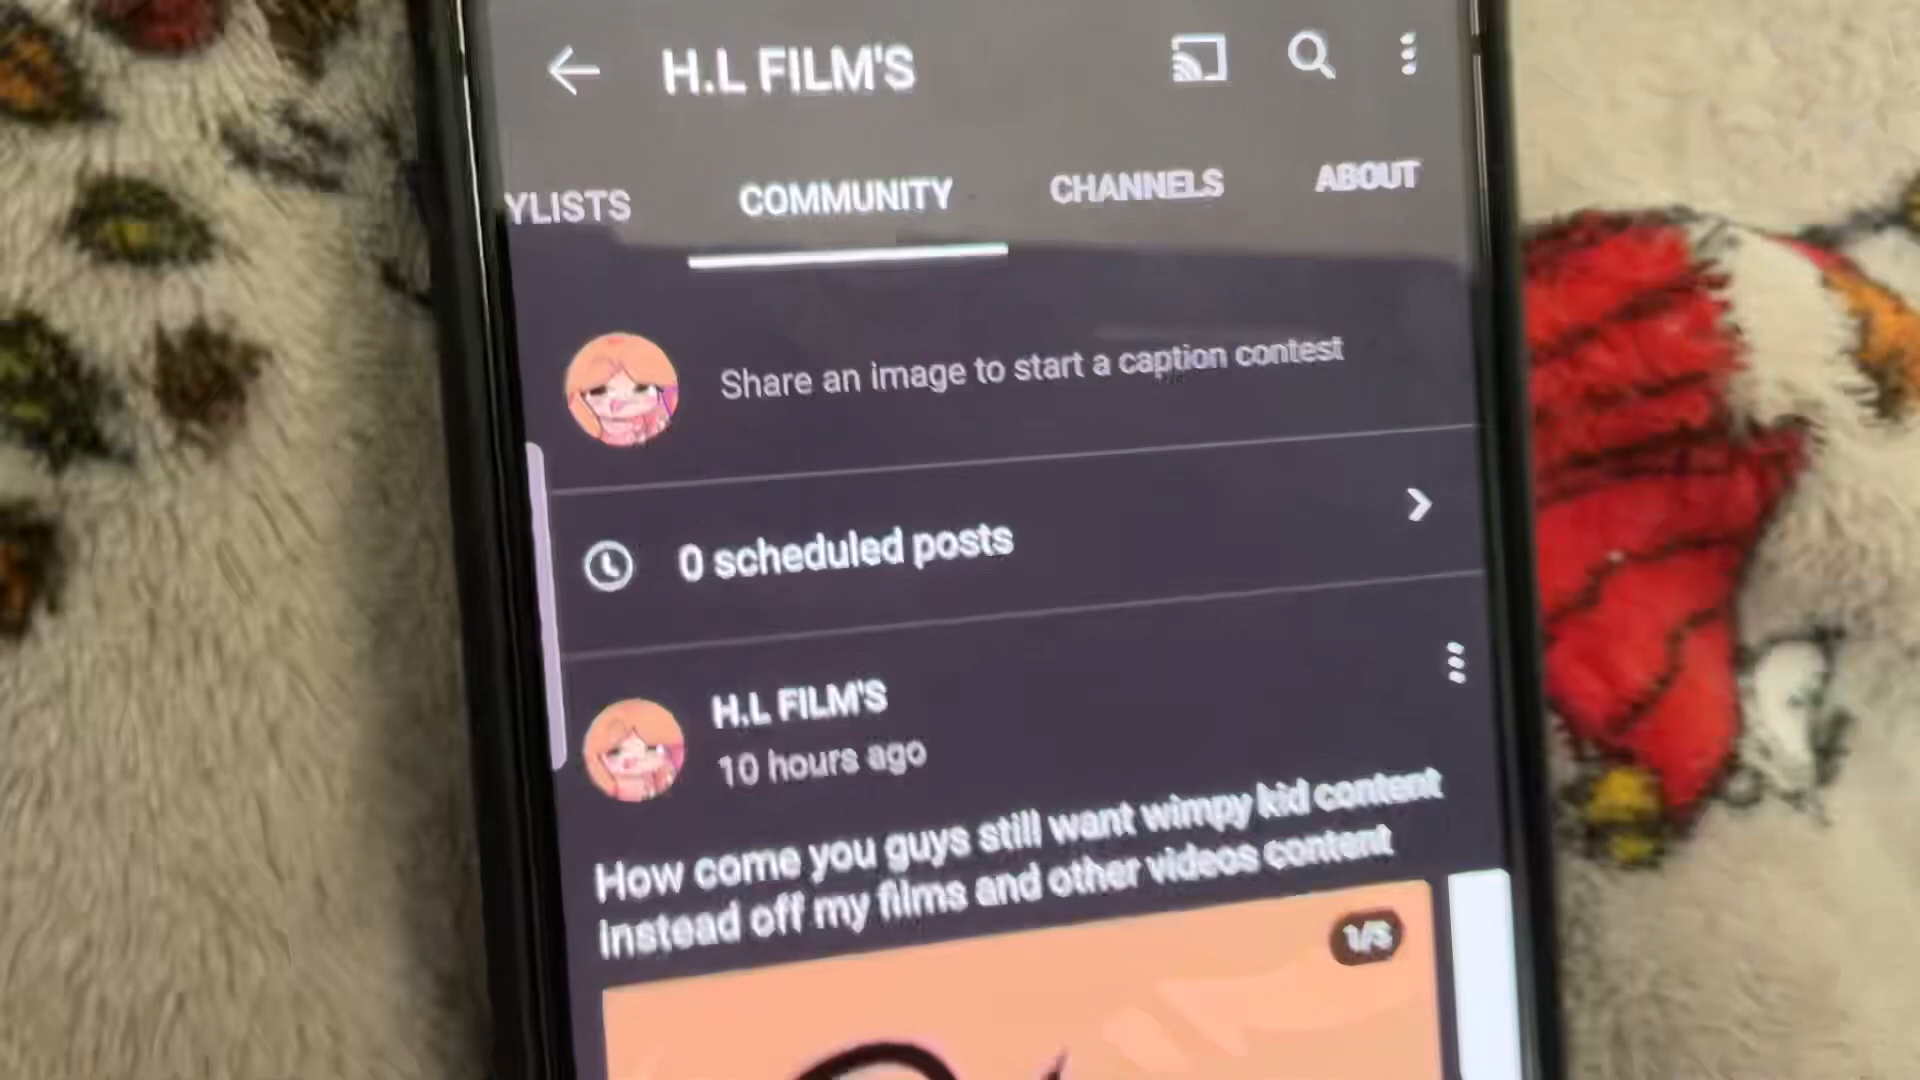 H.L FILM'S
YLISTS COMMUNITY CHANNELS ABOUT
Share an image to start a caption contest
0 scheduled posts
H.L FILM'S
10 hours ago
How come you guys still want wimpy kid content
instead off my films and other videos content
1/5